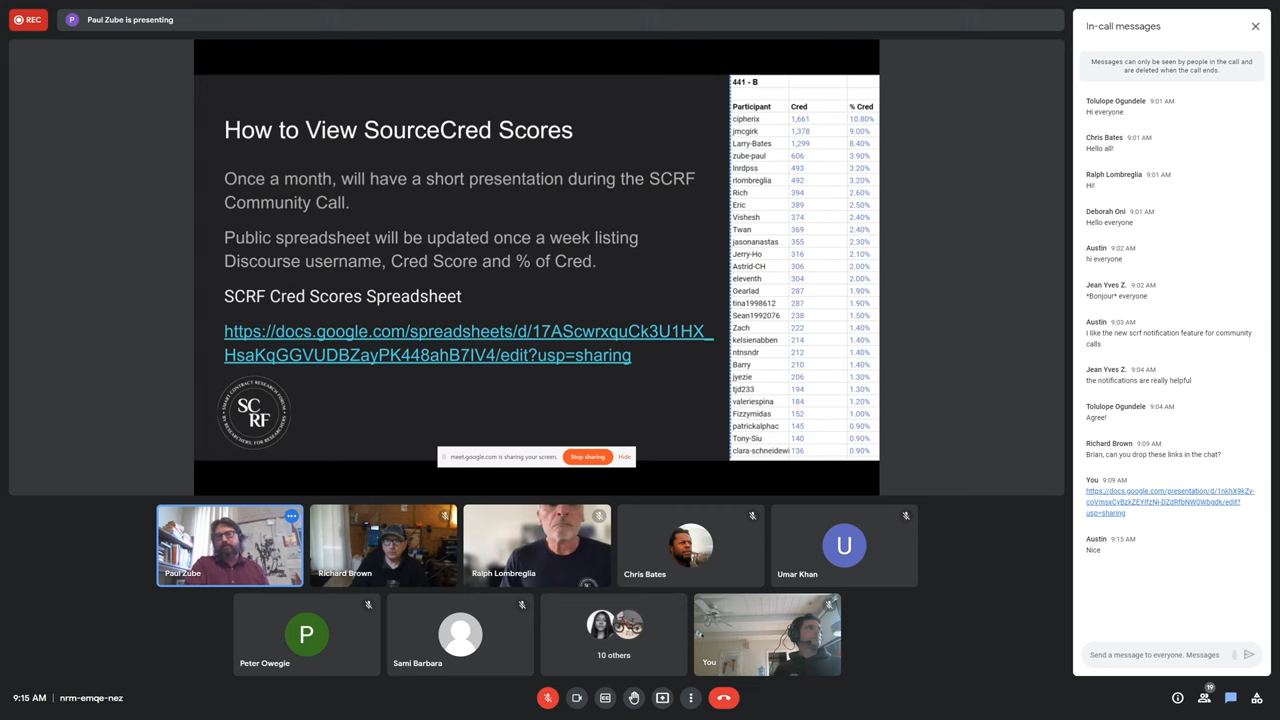 REC
Paul Zube is presenting
How to View SourceCred Scores
Once a month, will have a short presentation during the SCRF
Community Call.
Public spreadsheet will be updated once a week listing
Discourse username, Cred Score and % of Cred.
SCRF Cred Scores Spreadsheet
SMART CONTRACT RESEARCH FORUM
FOR RESEARCHERS, BY RESEARCHERS
SC
RF
441 - B
Participant Cred % Cred
cipherix 1,661 10.80%
jmcgirk 1,378 9.00%
Larry-Bates 1,299 8.40%
zube-paul 606 3.90%
lnrdpss 493 3.20%
rlombreglia 492 3.20%
Rich 394 2.60%
Eric 389 2.50%
Vishesh 374 2.40%
Twan 369 2.40%
jasonanastas 355 2.30%
Jerry-Ho 316 2.10%
Astrid-CH 306 2.00%
eleventh 304 2.00%
Gearlad 287 1.90%
tina1998612 287 1.90%
Sean1992076 238 1.50%
Zach 222 1.40%
kelsienabben 214 1.40%
ntnsndr 212 1.40%
Barry 210 1.40%
jyezie 206 1.30%
tjd233 194 1.30%
valeriespina 184 1.20%
Fizzymidas 152 1.00%
patrickalphac 145 0.90%
Tony-Siu 140 0.90%
clara-schneidewi 136 0.90%
meet.google.com is sharing your screen.
Stop sharing
Hide
Paul Zube
Richard Brown
Ralph Lombreglia
Chris Bates
U
Umar Khan
P
Peter Owegie
Sami Barbara
10 others
You
9:15 AM nrm-emqe-nez
CC
19
In-call messages
Messages can only be seen by people in the call and
are deleted when the call ends.
Tolulope Ogundele 9:01 AM
Hi everyone
Chris Bates 9:01 AM
Hello all!
Ralph Lombreglia 9:01 AM
Hi!
Deborah Oni 9:01 AM
Hello everyone
Austin 9:02 AM
hi everyone
Jean Yves Z. 9:02 AM
*Bonjour* everyone
Austin 9:03 AM
I like the new scrf notification feature for community
calls
Jean Yves Z. 9:04 AM
the notifications are really helpful
Tolulope Ogundele 9:04 AM
Agree!
Richard Brown 9:09 AM
Brian, can you drop these links in the chat?
You 9:09 AM
usp=sharing
Austin 9:15 AM
Nice
Send a message to everyone. Messages